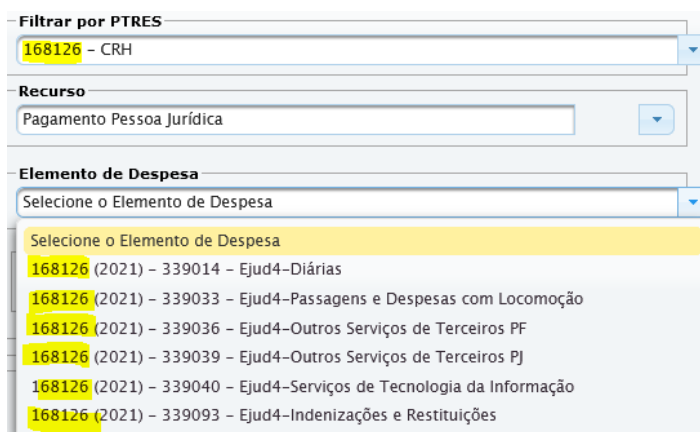 Filtrar por PTRES
168126 - CRH
Recurso
Pagamento Pessoa Jurídica
Elemento de Despesa
Selecione o Elemento de Despesa
Selecione o Elemento de Despesa
168126 (2021) - 339014 - Ejud4-Diárias
168126 (2021) - 339033 - Ejud4-Passagens e Despesas com Locomoção
168126 (2021) - 339036 - Ejud4-Outros Serviços de Terceiros PF
168126 (2021) - 339039 - Ejud4-Outros Serviços de Terceiros PJ
168126 (2021) - 339040 - Ejud4-Serviços de Tecnologia da Informação
168126 (2021) - 339093 - Ejud4-Indenizações e Restituições